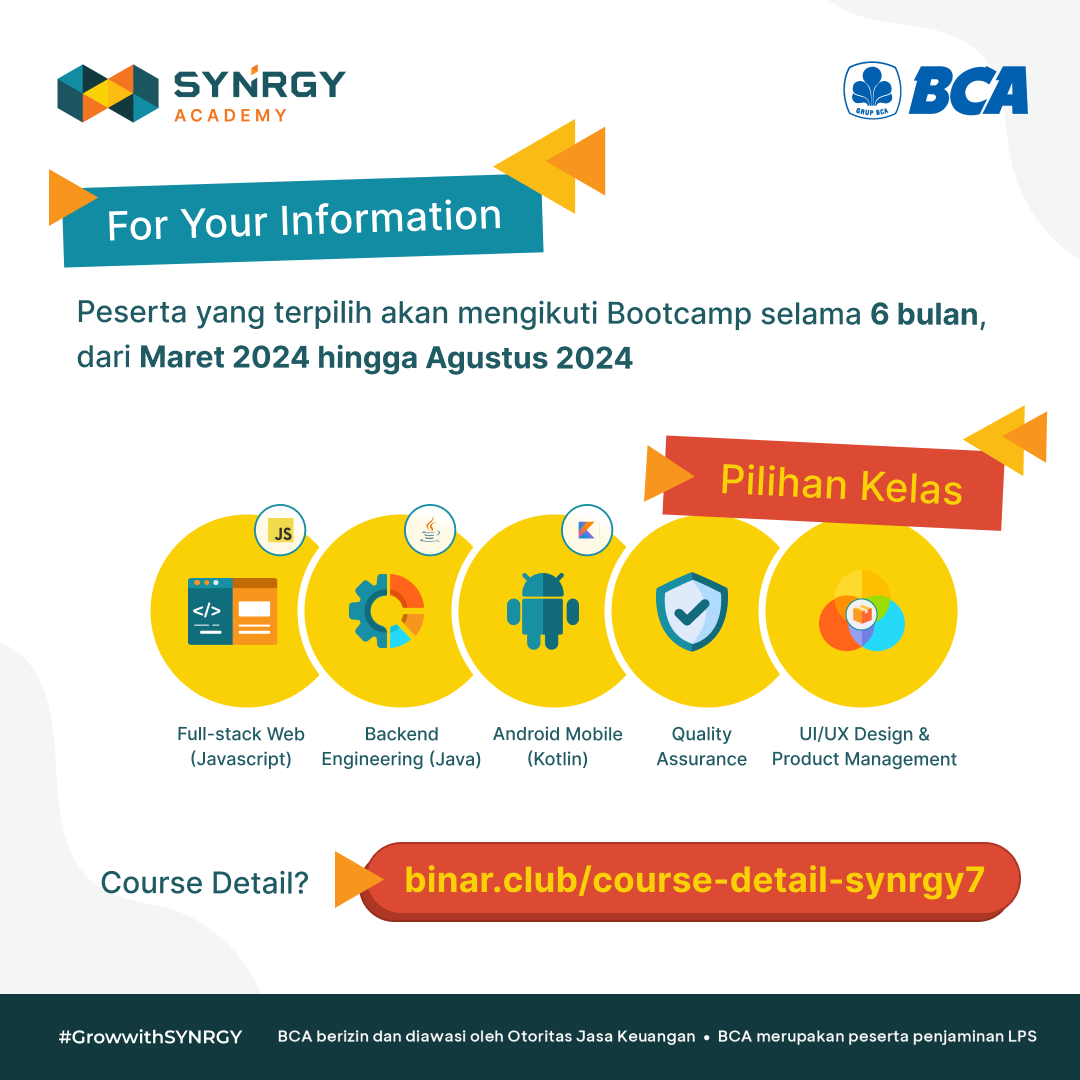 SYNRGY
ACADEMY
GRUP BCA
BCA
For Your Information
Peserta yang terpilih akan mengikuti Bootcamp selama 6 bulan,
dari Maret 2024 hingga Agustus 2024
Pilihan Kelas
JS
</>
Full-stack Web
(Javascript)
Backend
Engineering (Java)
Android Mobile
(Kotlin)
Quality
Assurance
UI/UX Design &
Product Management
Course Detail?
binar.club/course-detail-synrgy7
#GrowwithSYNRGY
BCA berizin dan diawasi oleh Otoritas Jasa Keuangan • BCA merupakan peserta penjaminan LPS